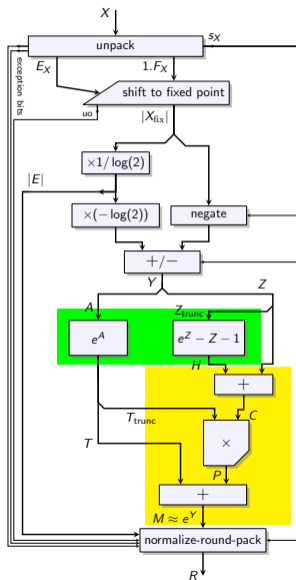 X
unpack
s_X
E_X
1.F_X
exception bits
shift to fixed point
ou
|X_fix|
×1/log(2)
|E|
×(−log(2))
negate
+/−
Y
Z
A
Z_trunc
e^A
e^Z − Z − 1
H
+
T_trunc
C
×
T
P
+
M ≈ e^Y
normalize-round-pack
R